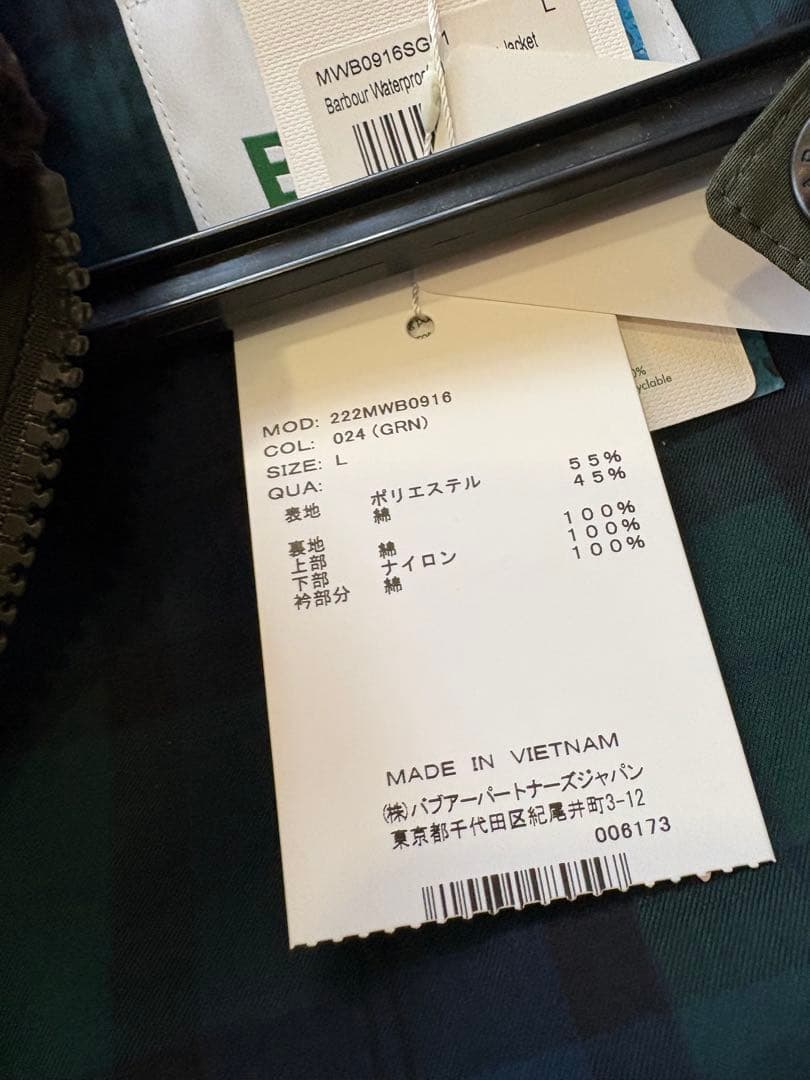 L
MWB0916SG
Barbour Waterproof
Jacket
MOD: 222MWB0916
COL: 024 (GRN)
SIZE: L
QUA:
表地 ポリエステル 55%
綿 45%
裏地
上部 綿 100%
下部 ナイロン 100%
衿部分 綿 100%
MADE IN VIETNAM
(株)バブアーパートナーズジャパン
東京都千代田区紀尾井町3-12
006173